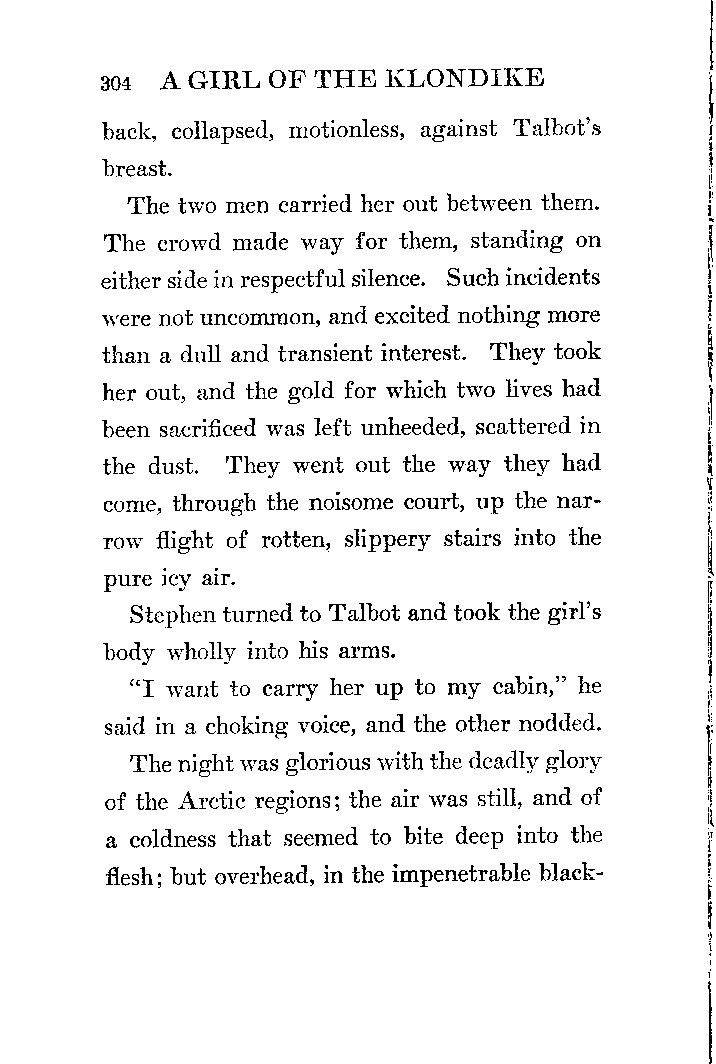 304 A GIRL OF THE KLONDIKE
back, collapsed, motionless, against Talbot's
breast.
The two men carried her out between them.
The crowd made way for them, standing on
either side in respectful silence. Such incidents
were not uncommon, and excited nothing more
than a dull and transient interest. They took
her out, and the gold for which two lives had
been sacrificed was left unheeded, scattered in
the dust. They went out the way they had
come, through the noisome court, up the nar-
row flight of rotten, slippery stairs into the
pure icy air.
Stephen turned to Talbot and took the girl's
body wholly into his arms.
“I want to carry her up to my cabin,” he
said in a choking voice, and the other nodded.
The night was glorious with the deadly glory
of the Arctic regions; the air was still, and of
a coldness that seemed to bite deep into the
flesh; but overhead, in the impenetrable black-